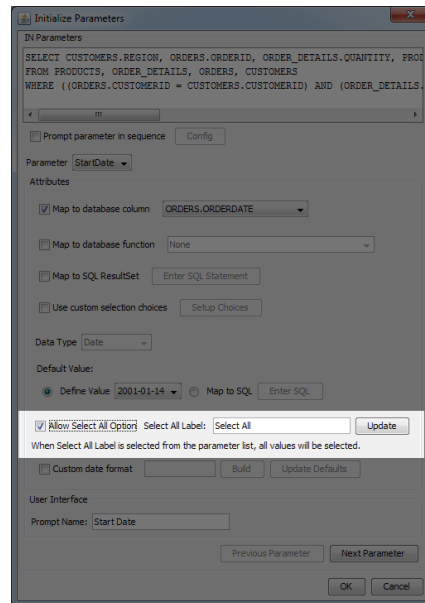 Initialize Parameters
IN Parameters
SELECT CUSTOMERS.REGION, ORDERS.ORDERID, ORDER_DETAILS.QUANTITY, PROD
FROM PRODUCTS, ORDER_DETAILS, ORDERS, CUSTOMERS
WHERE ((ORDERS.CUSTOMERID = CUSTOMERS.CUSTOMERID) AND (ORDER_DETAILS.
Prompt parameter in sequence Config
Parameter StartDate
Attributes
Map to database column ORDERS.ORDERDATE
Map to database function None
Map to SQL ResultSet Enter SQL Statement
Use custom selection choices Setup Choices
Data Type Date
Default Value:
Define Value 2001-01-14 Map to SQL Enter SQL
Allow Select All Option Select All Label: Select All Update
When Select All Label is selected from the parameter list, all values will be selected.
Custom date format Build Update Defaults
User Interface
Prompt Name: Start Date
Previous Parameter Next Parameter
OK Cancel